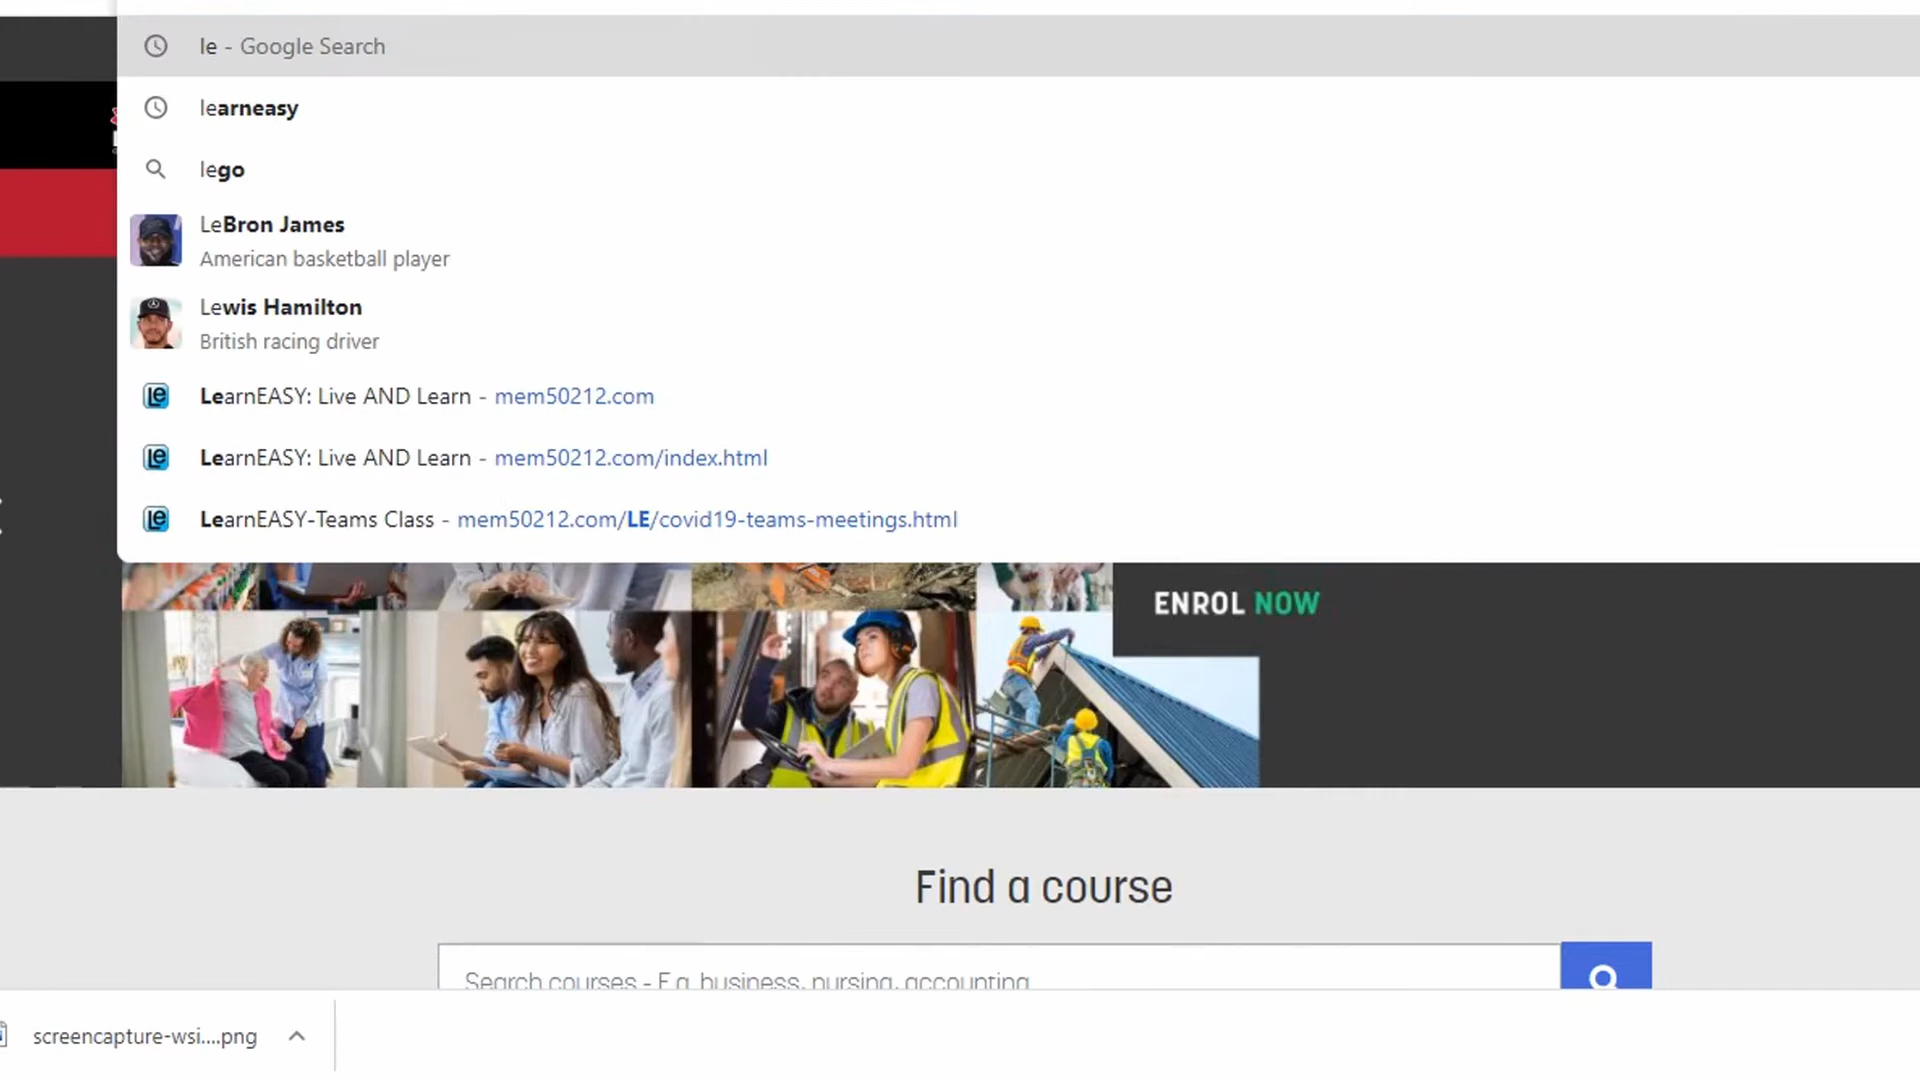 le - Google Search
learneasy
lego
LeBron James
American basketball player
Lewis Hamilton
British racing driver
LearnEASY: Live AND Learn - mem50212.com
LearnEASY: Live AND Learn - mem50212.com/index.html
LearnEASY-Teams Class - mem50212.com/LE/covid19-teams-meetings.html
ENROL NOW
Find a course
Search courses - E.g. business, nursing, accounting
screencapture-wsi....png